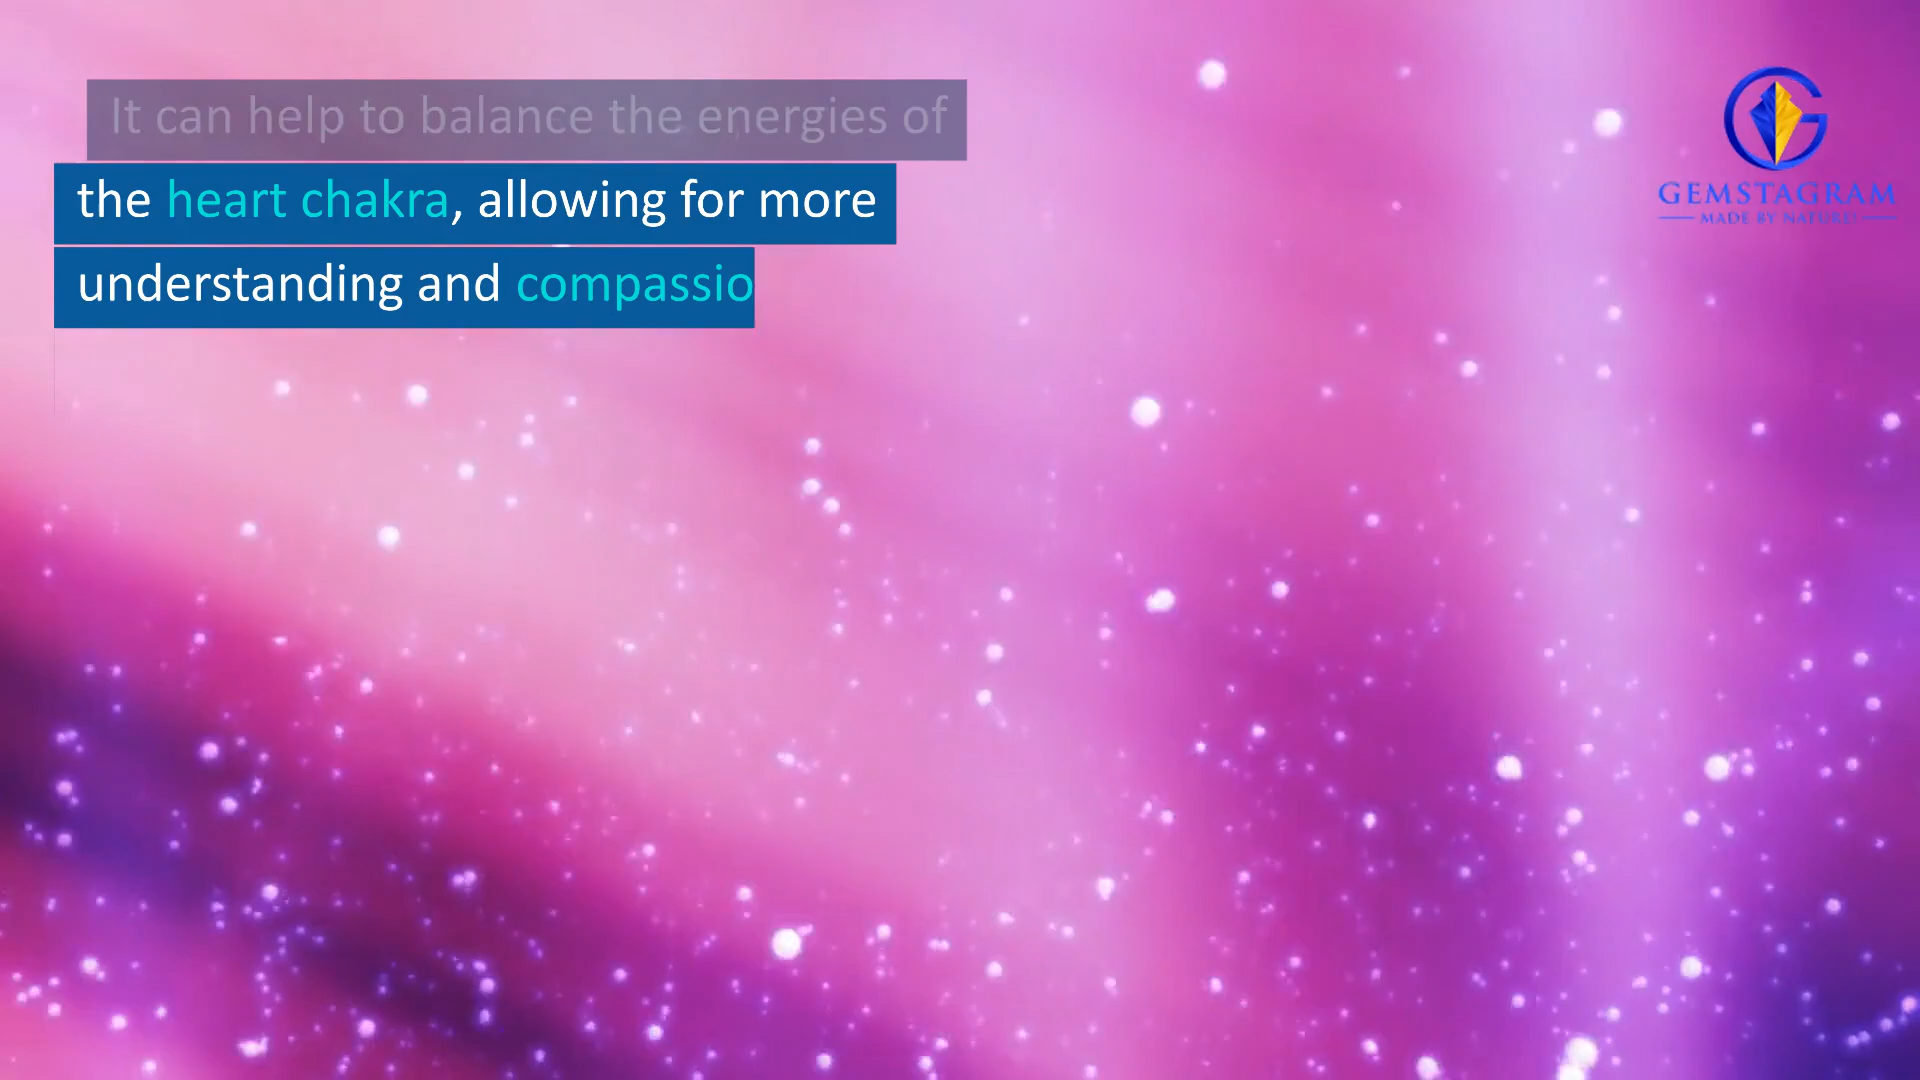 It can help to balance the energies of
the heart chakra, allowing for more
understanding and compassio
GEMSTAGRAM
MADE BY NATURE!